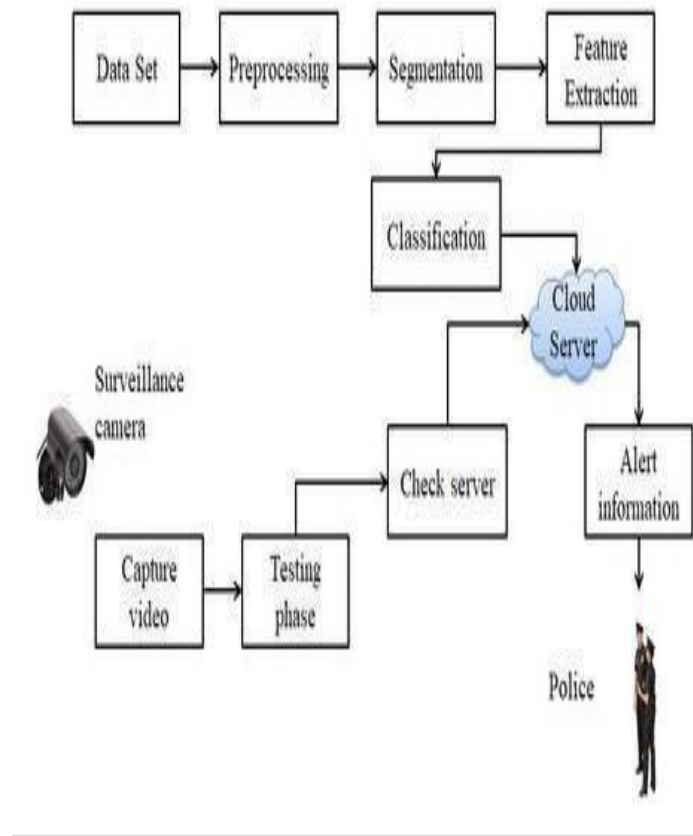 Data Set
Preprocessing
Segmentation
Feature
Extraction
Classification
Cloud
Server
Surveillance
camera
Check server
Alert
information
Capture
video
Testing
phase
Police